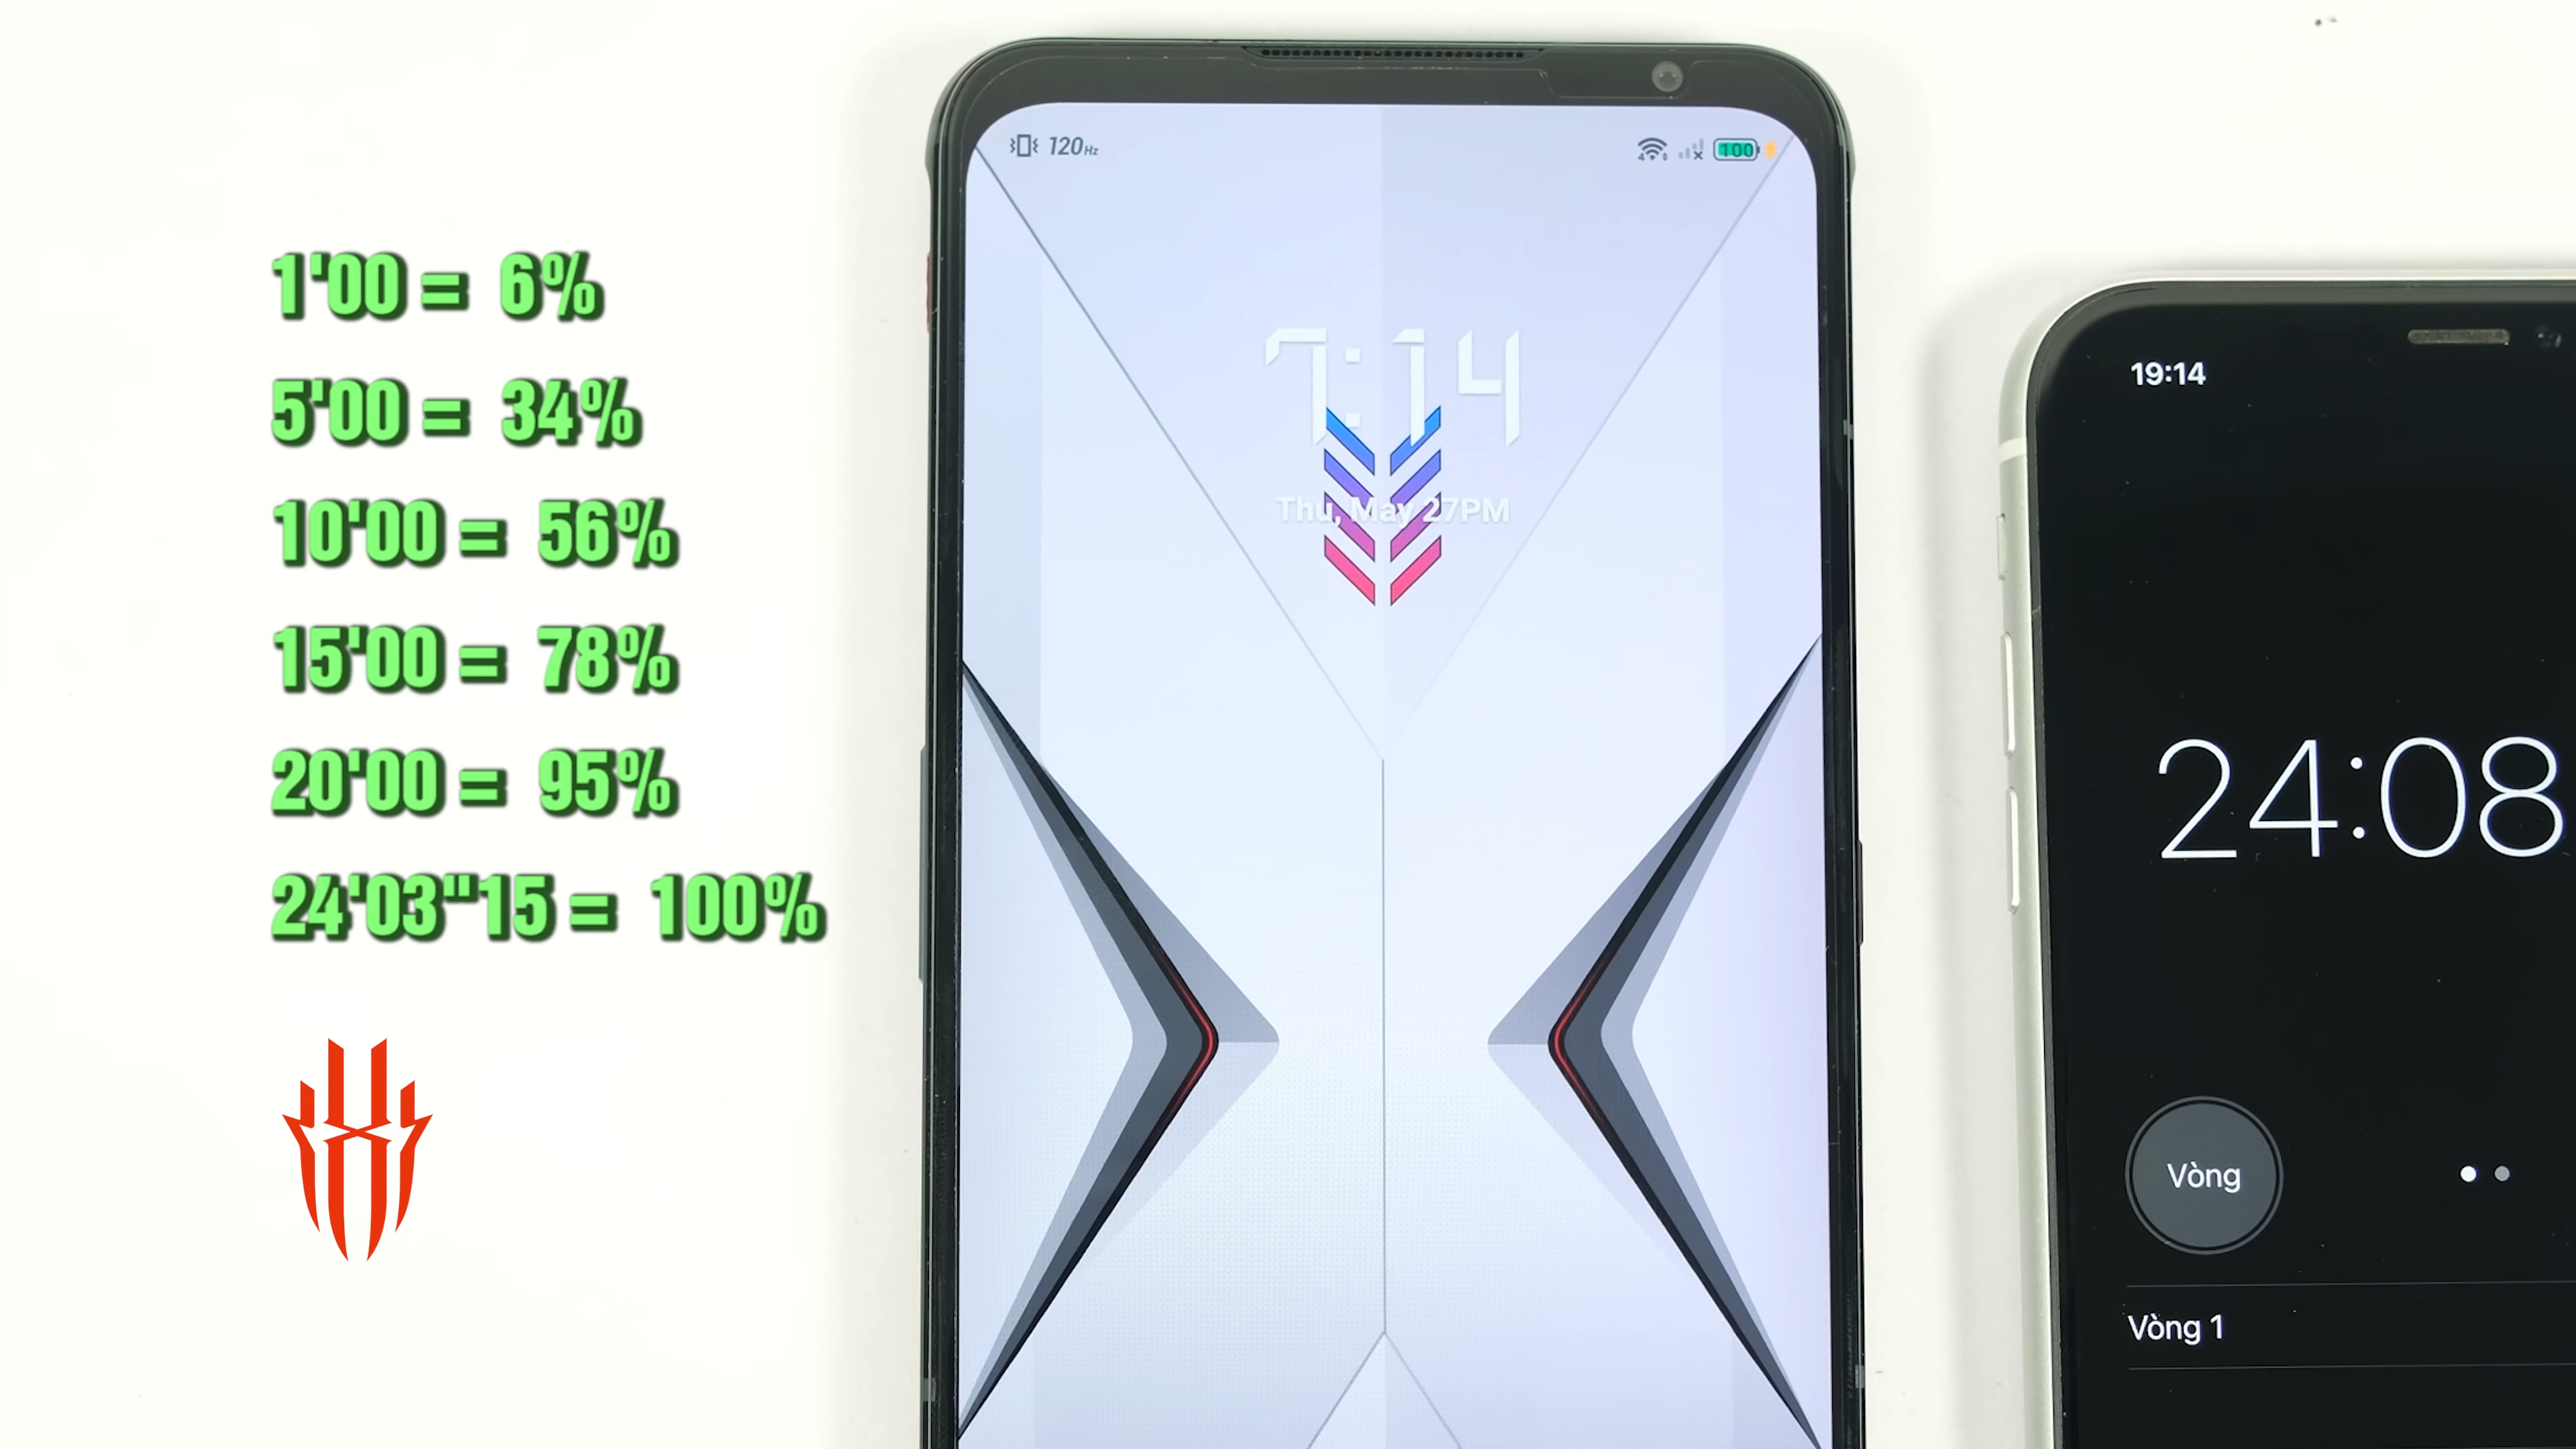 1'00 = 6%
5'00 = 34%
10'00 = 56%
15'00 = 78%
20'00 = 95%
24'03"15 = 100%
120Hz
100
7:14
Thu, May 27PM
19:14
24:08
Vòng
Vòng 1